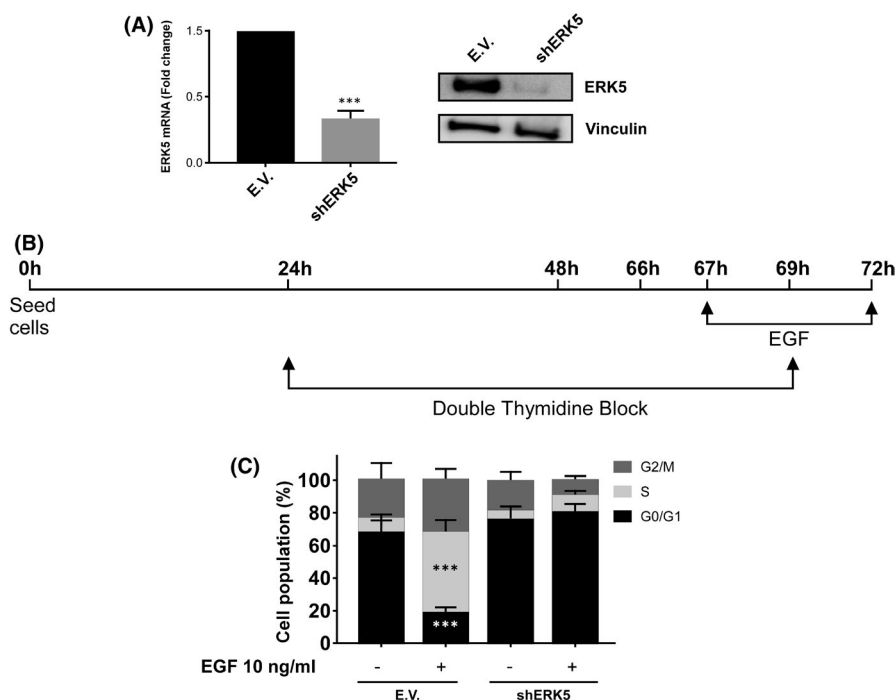 (A)
ERK5 mRNA (Fold change)
1.5
0.5
0.0
***
E.V.
shERK5
E.V.
shERK5
ERK5
Vinculin
(B)
0h 24h 48h 66h 67h 69h 72h
Seed
cells
EGF
Double Thymidine Block
(C)
Cell population (%)
100
80
60
40
20
0
***
***
G2/M
S
G0/G1
EGF 10 ng/ml - + - +
E.V. shERK5